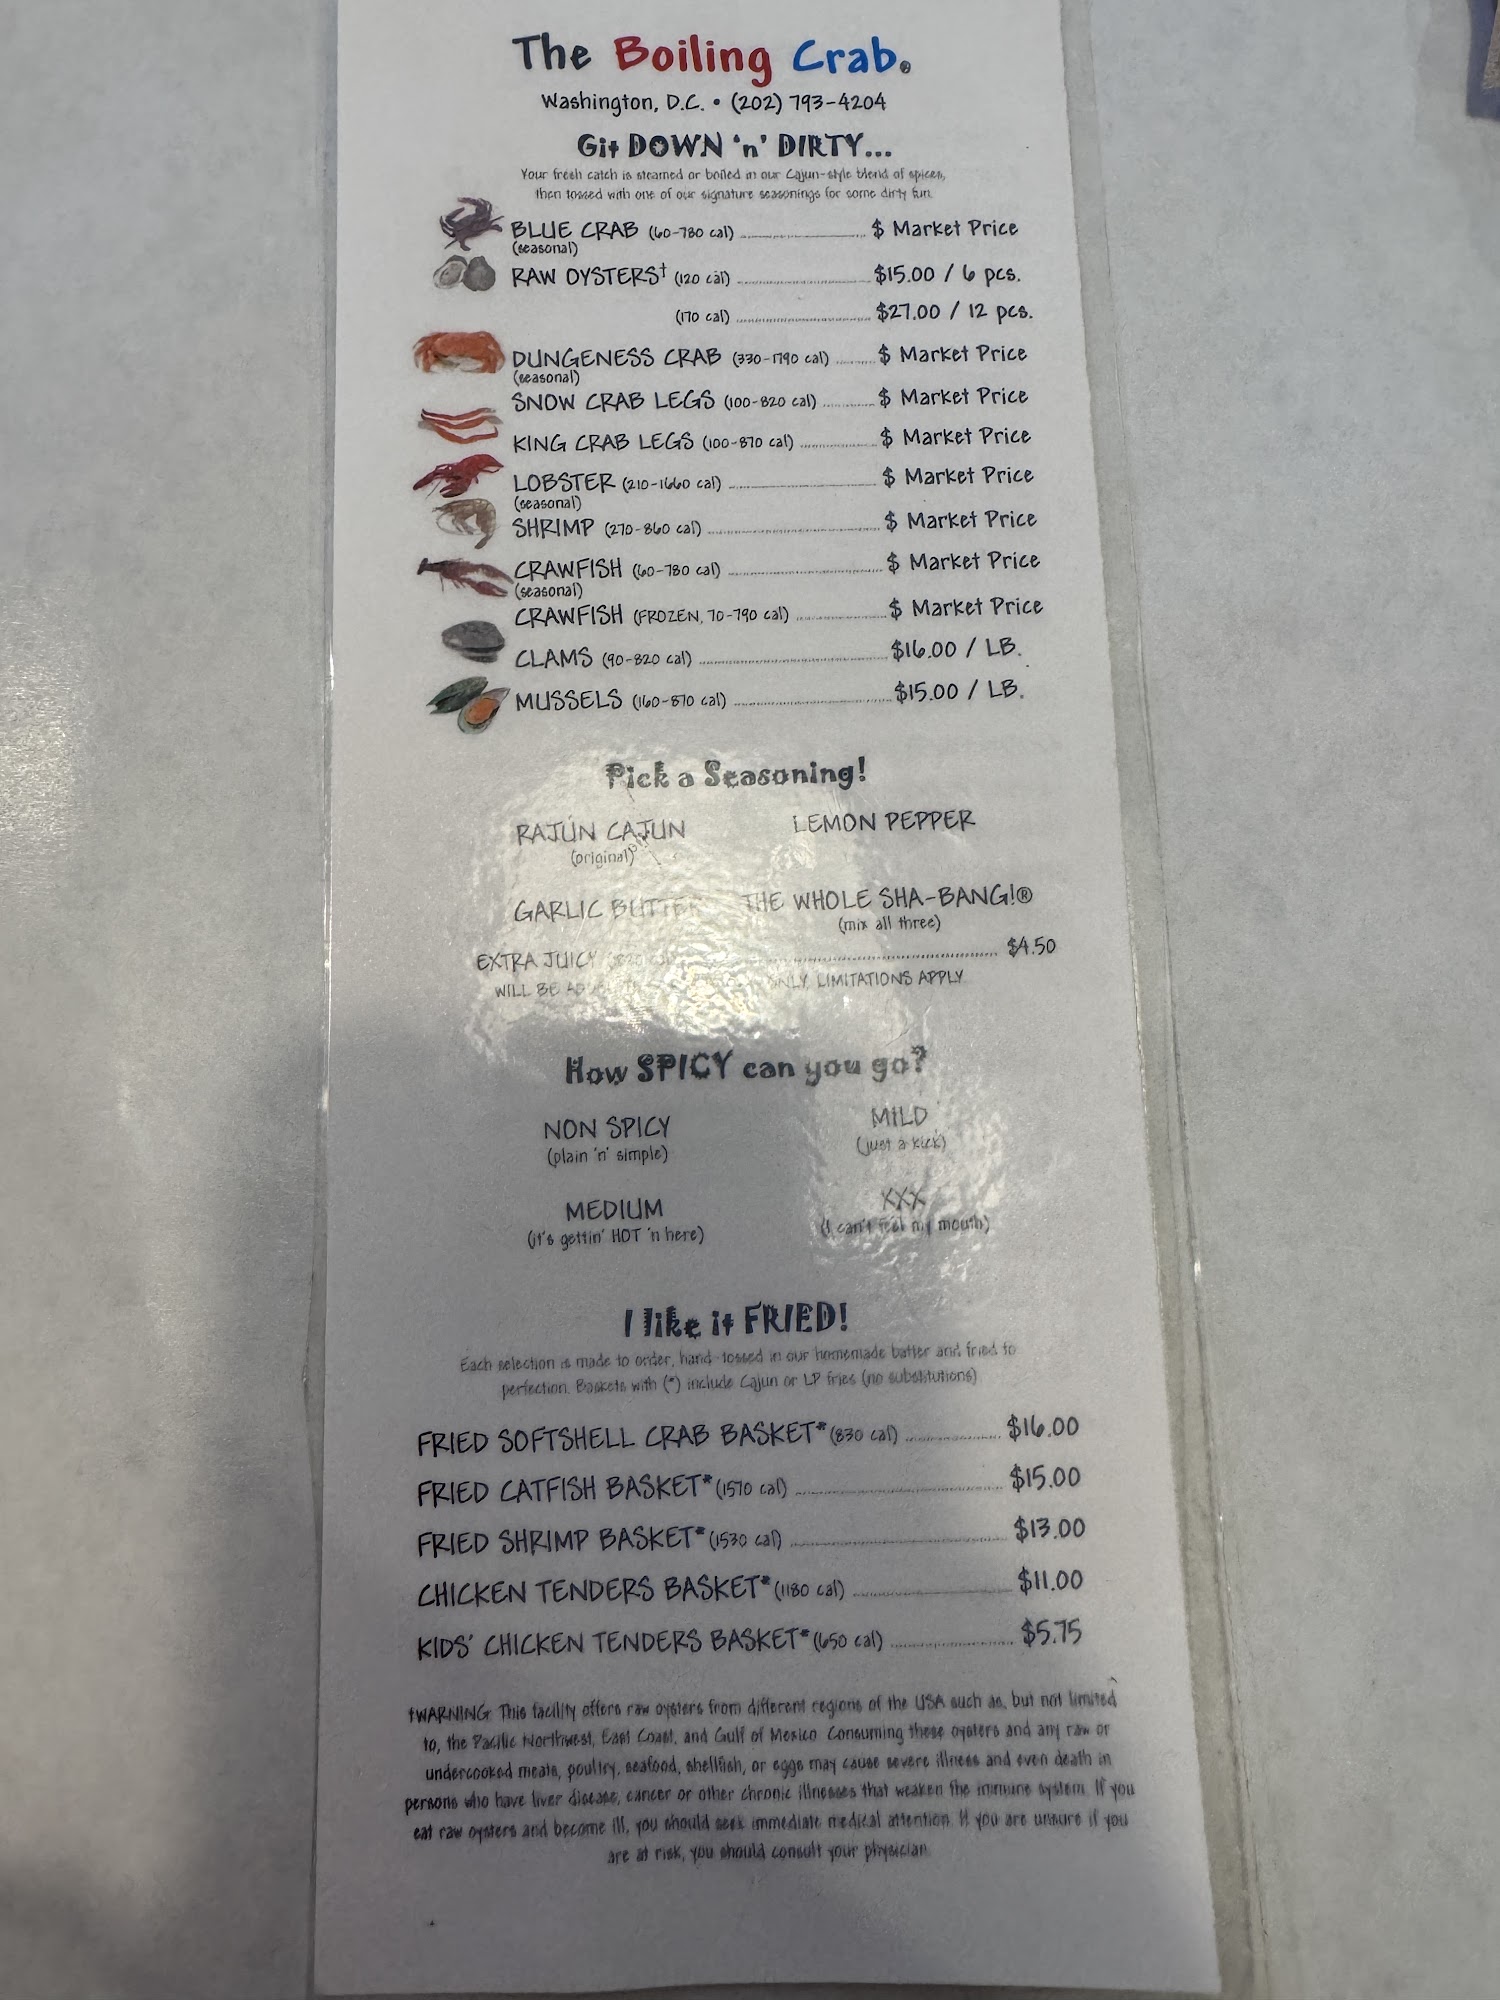 The Boiling Crab®
Washington, D.C. • (202) 793-4204
Git DOWN 'n' DIRTY...
Your fresh catch is steamed or boiled in our Cajun-style blend of spices,
then tossed with one of our signature seasonings for some dirty fun.
BLUE CRAB (60-780 cal) $ Market Price
(seasonal)
RAW OYSTERS† (120 cal) $15.00 / 6 pcs.
(170 cal) $27.00 / 12 pcs.
DUNGENESS CRAB (330-1790 cal) $ Market Price
(seasonal)
SNOW CRAB LEGS (100-820 cal) $ Market Price
KING CRAB LEGS (100-870 cal) $ Market Price
LOBSTER (210-1660 cal) $ Market Price
(seasonal)
SHRIMP (270-860 cal) $ Market Price
CRAWFISH (60-780 cal) $ Market Price
(seasonal)
CRAWFISH (FROZEN, 70-790 cal) $ Market Price
CLAMS (90-820 cal) $16.00 / LB.
MUSSELS (160-870 cal) $15.00 / LB.
Pick a Seasoning!
RAJUN CAJUN LEMON PEPPER
(original)
GARLIC BUTTER THE WHOLE SHA-BANG!®
(mix all three)
EXTRA JUICY $4.50
WILL BE ONLY, LIMITATIONS APPLY
How SPICY can you go?
NON SPICY MILD
(plain 'n' simple) (just a kick)
MEDIUM XXX
(it's gettin' HOT 'n here) (I can't feel my mouth)
I like it FRIED!
Each selection is made to order, hand-tossed in our homemade batter and fried to
perfection. Baskets with (*) include Cajun or LP fries (no substitutions)
FRIED SOFTSHELL CRAB BASKET* (830 cal) $16.00
FRIED CATFISH BASKET* (1570 cal) $15.00
FRIED SHRIMP BASKET* (1530 cal) $13.00
CHICKEN TENDERS BASKET* (1180 cal) $11.00
KIDS' CHICKEN TENDERS BASKET* (650 cal) $5.75
†WARNING: This facility offers raw oysters from different regions of the USA such as, but not limited
to, the Pacific Northwest, East Coast, and Gulf of Mexico. Consuming these oysters and any raw or
undercooked meats, poultry, seafood, shellfish, or eggs may cause severe illness and even death in
persons who have liver disease, cancer or other chronic illnesses that weaken the immune system. If you
eat raw oysters and become ill, you should seek immediate medical attention. If you are unsure if you
are at risk, you should consult your physician.